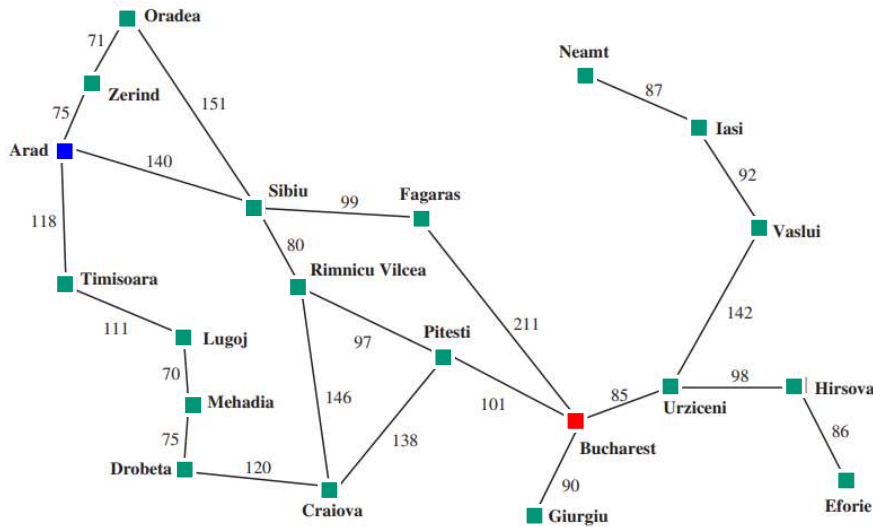 Oradea
71
Neamt
87
Zerind
151
75
Iasi
Arad
140
92
Sibiu
99
Fagaras
118
Vaslui
80
Timisoara
Rimnicu Vilcea
142
111
211
Lugoj
97
Pitesti
70
98
Hirsova
85
Urziceni
146
101
Mehadia
138
86
75
Bucharest
Drobeta
120
90
Craiova
Giurgiu
Eforie